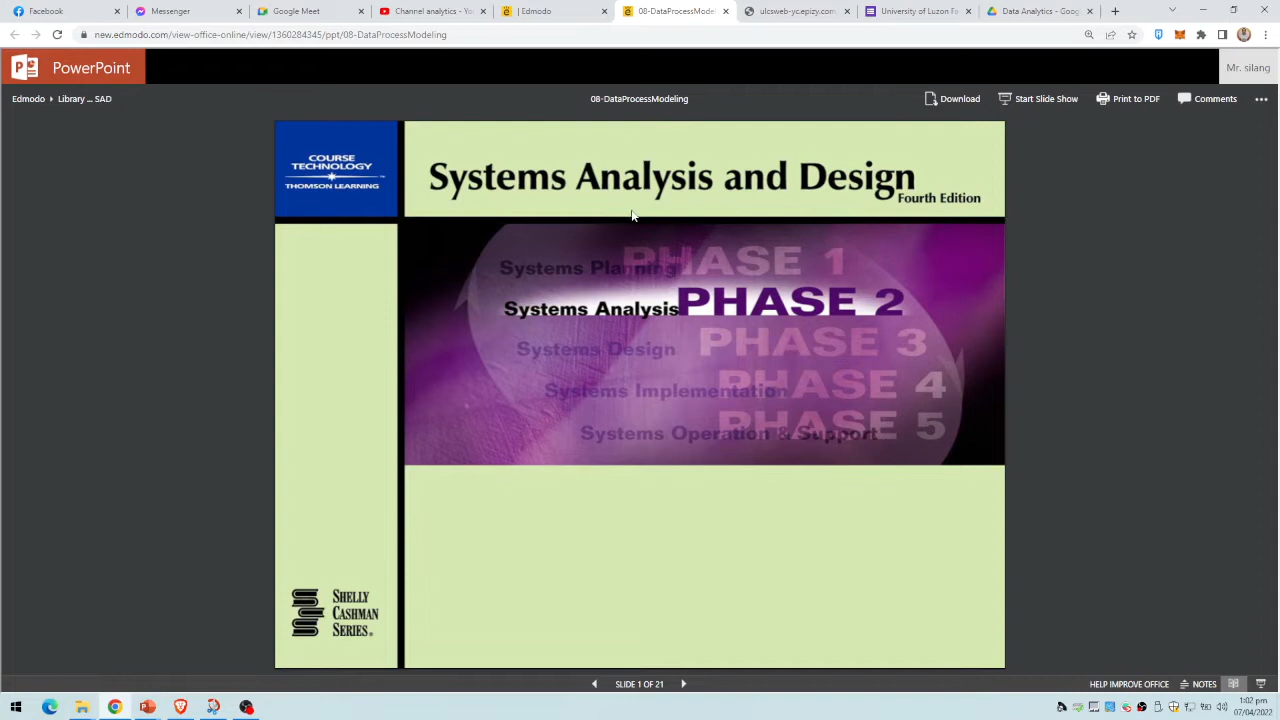 Facebook
Messenger
Google Meet
Channel analytics - Yo
| Edmodo
08-DataProcessModel
ulcsweb-ycepizy.com
University of Luzon Fa
Data Analytics - Goog
new.edmodo.com/view-office-online/view/1360284345/ppt/08-DataProcessModeling
PowerPoint
Mr. silang
Edmodo
Library ... SAD
08-DataProcessModeling
Download
Start Slide Show
Print to PDF
Comments
COURSE
TECHNOLOGY
THOMSON LEARNING
Systems Analysis and Design
Fourth Edition
Systems Planning PHASE 1
Systems Analysis PHASE 2
Systems Design PHASE 3
Systems Implementation PHASE 4
Systems Operation & Support PHASE 5
SHELLY
CASHMAN
SERIES®
SLIDE 1 OF 21
HELP IMPROVE OFFICE
NOTES
1:02 pm
07/04/2022